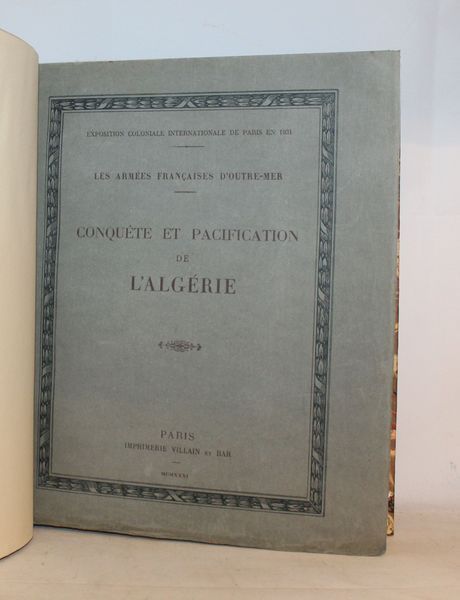 EXPOSITION COLONIALE INTERNATIONALE DE PARIS EN 1931
LES ARMÉES FRANÇAISES D'OUTRE-MER
CONQUÊTE ET PACIFICATION
DE
L'ALGÉRIE
PARIS
IMPRIMERIE VILLAIN ET BAR
MCMXXXI